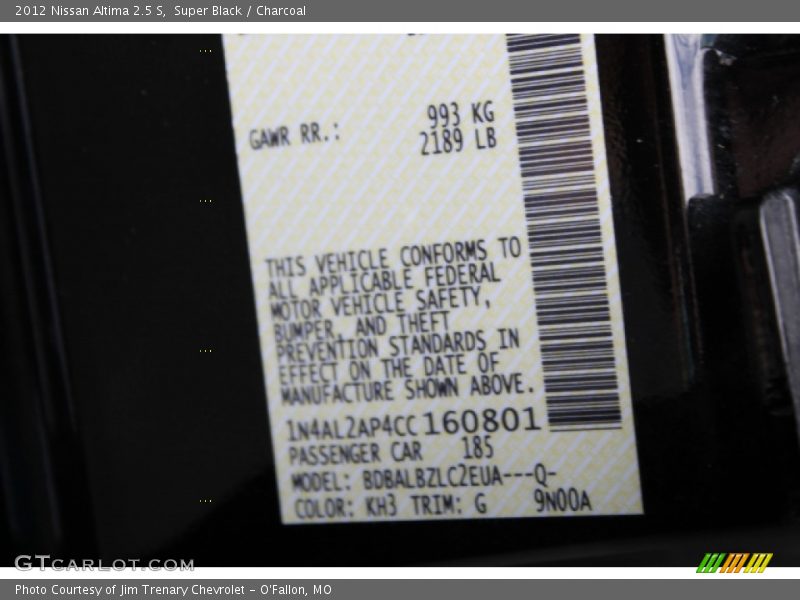 2012 Nissan Altima 2.5 S,  Super Black / Charcoal
GAWR RR.: 993 KG
2189 LB
THIS VEHICLE CONFORMS TO
ALL APPLICABLE FEDERAL
MOTOR VEHICLE SAFETY,
BUMPER, AND THEFT
PREVENTION STANDARDS IN
EFFECT ON THE DATE OF
MANUFACTURE SHOWN ABOVE.
1N4AL2AP4CC160801
PASSENGER CAR 185
MODEL: BDBALBZLC2EUA---Q-
COLOR: KH3 TRIM: G 9N00A
GTCARLOT.COM
Photo Courtesy of Jim Trenary Chevrolet - O'Fallon, MO